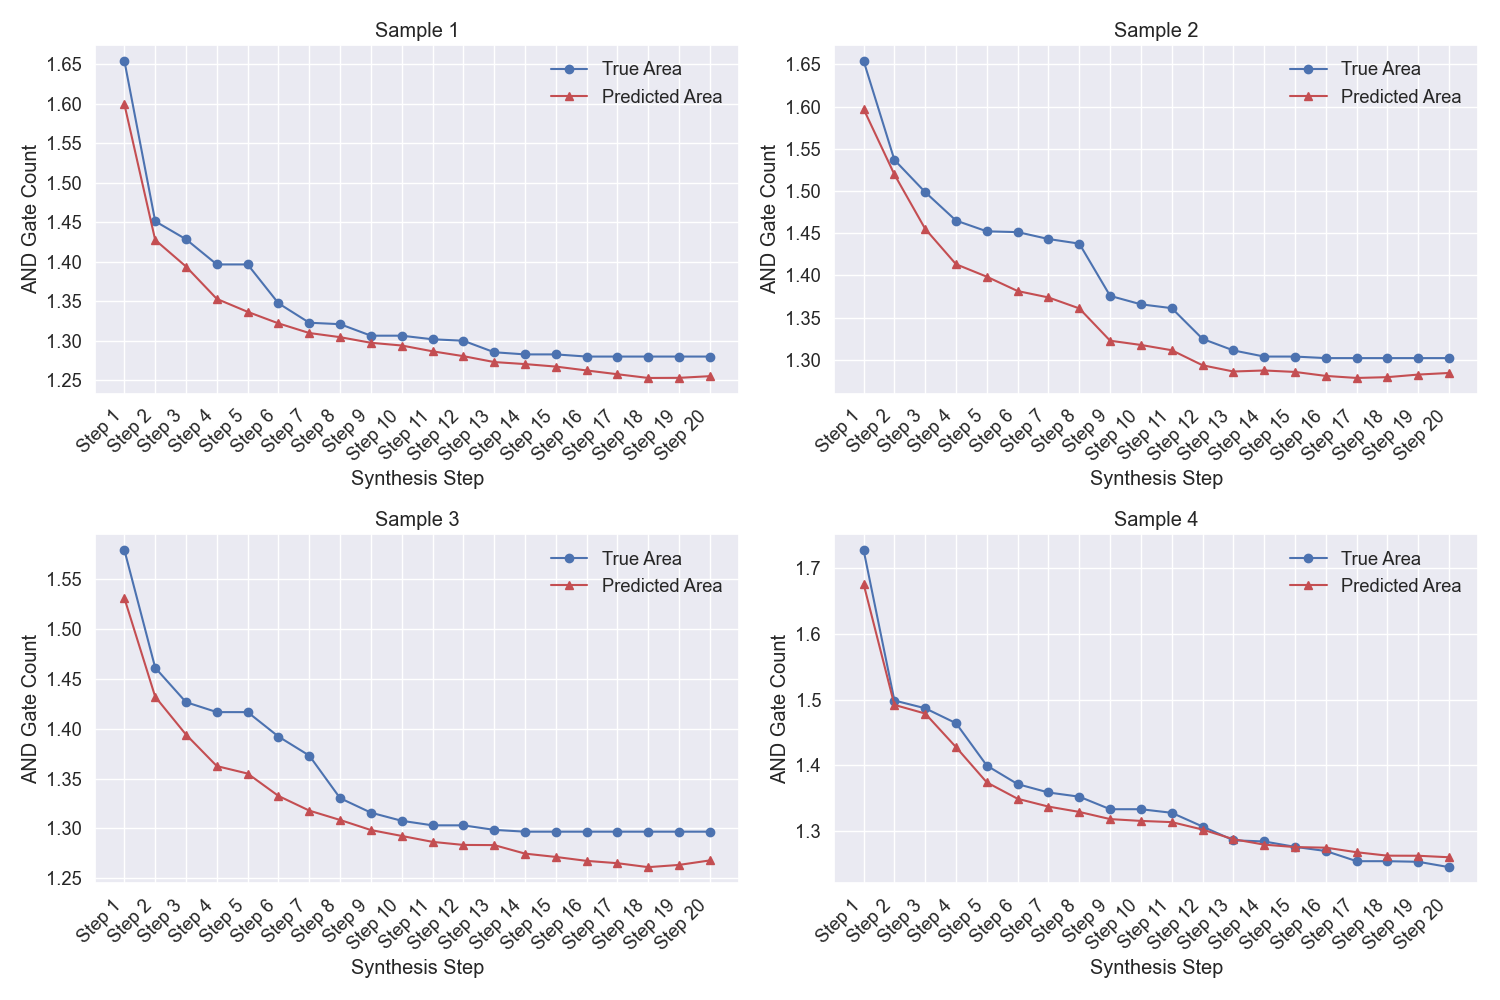 Sample 1
AND Gate Count
1.65
1.60
1.55
1.50
1.45
1.40
1.35
1.30
1.25
True Area
Predicted Area
Step 1
Step 2
Step 3
Step 4
Step 5
Step 6
Step 7
Step 8
Step 9
Step 10
Step 11
Step 12
Step 13
Step 14
Step 15
Step 16
Step 17
Step 18
Step 19
Step 20
Synthesis Step
Sample 2
AND Gate Count
1.65
1.60
1.55
1.50
1.45
1.40
1.35
1.30
True Area
Predicted Area
Step 1
Step 2
Step 3
Step 4
Step 5
Step 6
Step 7
Step 8
Step 9
Step 10
Step 11
Step 12
Step 13
Step 14
Step 15
Step 16
Step 17
Step 18
Step 19
Step 20
Synthesis Step
Sample 3
AND Gate Count
1.55
1.50
1.45
1.40
1.35
1.30
1.25
True Area
Predicted Area
Step 1
Step 2
Step 3
Step 4
Step 5
Step 6
Step 7
Step 8
Step 9
Step 10
Step 11
Step 12
Step 13
Step 14
Step 15
Step 16
Step 17
Step 18
Step 19
Step 20
Synthesis Step
Sample 4
AND Gate Count
1.7
1.6
1.5
1.4
1.3
True Area
Predicted Area
Step 1
Step 2
Step 3
Step 4
Step 5
Step 6
Step 7
Step 8
Step 9
Step 10
Step 11
Step 12
Step 13
Step 14
Step 15
Step 16
Step 17
Step 18
Step 19
Step 20
Synthesis Step